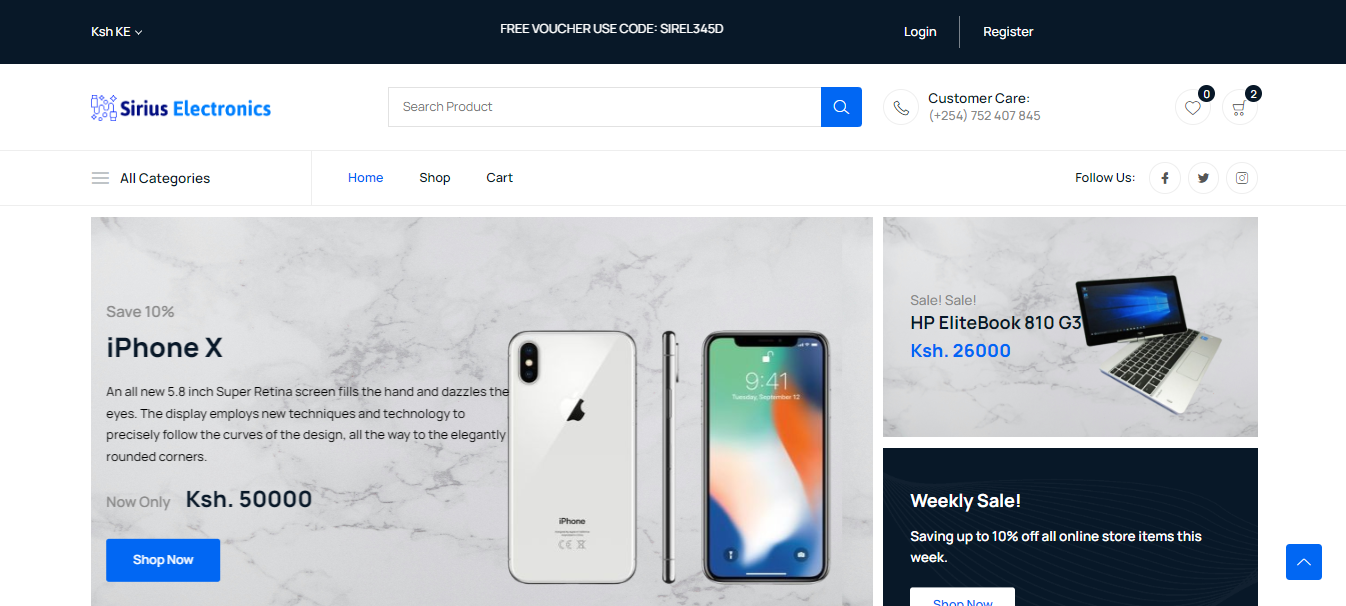 Ksh KE
FREE VOUCHER USE CODE: SIREL345D
Login
Register
Sirius Electronics
Search Product
Customer Care:
(+254) 752 407 845
0
2
All Categories
Home
Shop
Cart
Follow Us:
Save 10%
iPhone X
An all new 5.8 inch Super Retina screen fills the hand and dazzles the
eyes. The display employs new techniques and technology to
precisely follow the curves of the design, all the way to the elegantly
rounded corners.
Now Only Ksh. 50000
Shop Now
iPhone
9:41
Tuesday, September 12
Sale! Sale!
HP EliteBook 810 G3
Ksh. 26000
Weekly Sale!
Saving up to 10% off all online store items this
week.
Shop Now